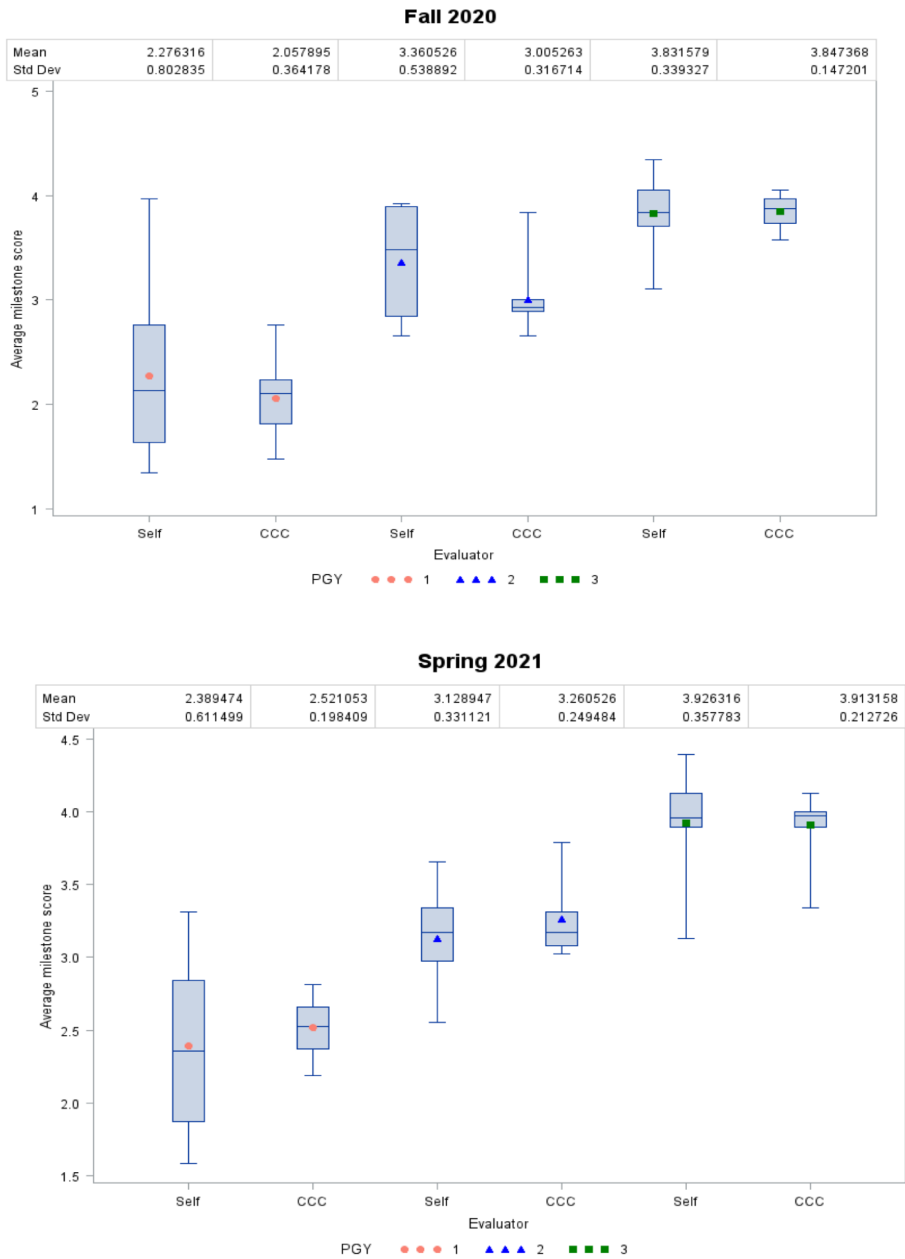 Fall 2020
Mean 2.276316 2.057895 3.360526 3.005263 3.831579 3.847368
Std Dev 0.802835 0.364178 0.538892 0.316714 0.339327 0.147201
5
4
3
2
1
Average milestone score
Self CCC Self CCC Self CCC
Evaluator
PGY 1 2 3
Spring 2021
Mean 2.389474 2.521053 3.128947 3.260526 3.926316 3.913158
Std Dev 0.611499 0.198409 0.331121 0.249484 0.357783 0.212726
4.5
4.0
3.5
3.0
2.5
2.0
1.5
Average milestone score
Self CCC Self CCC Self CCC
Evaluator
PGY 1 2 3